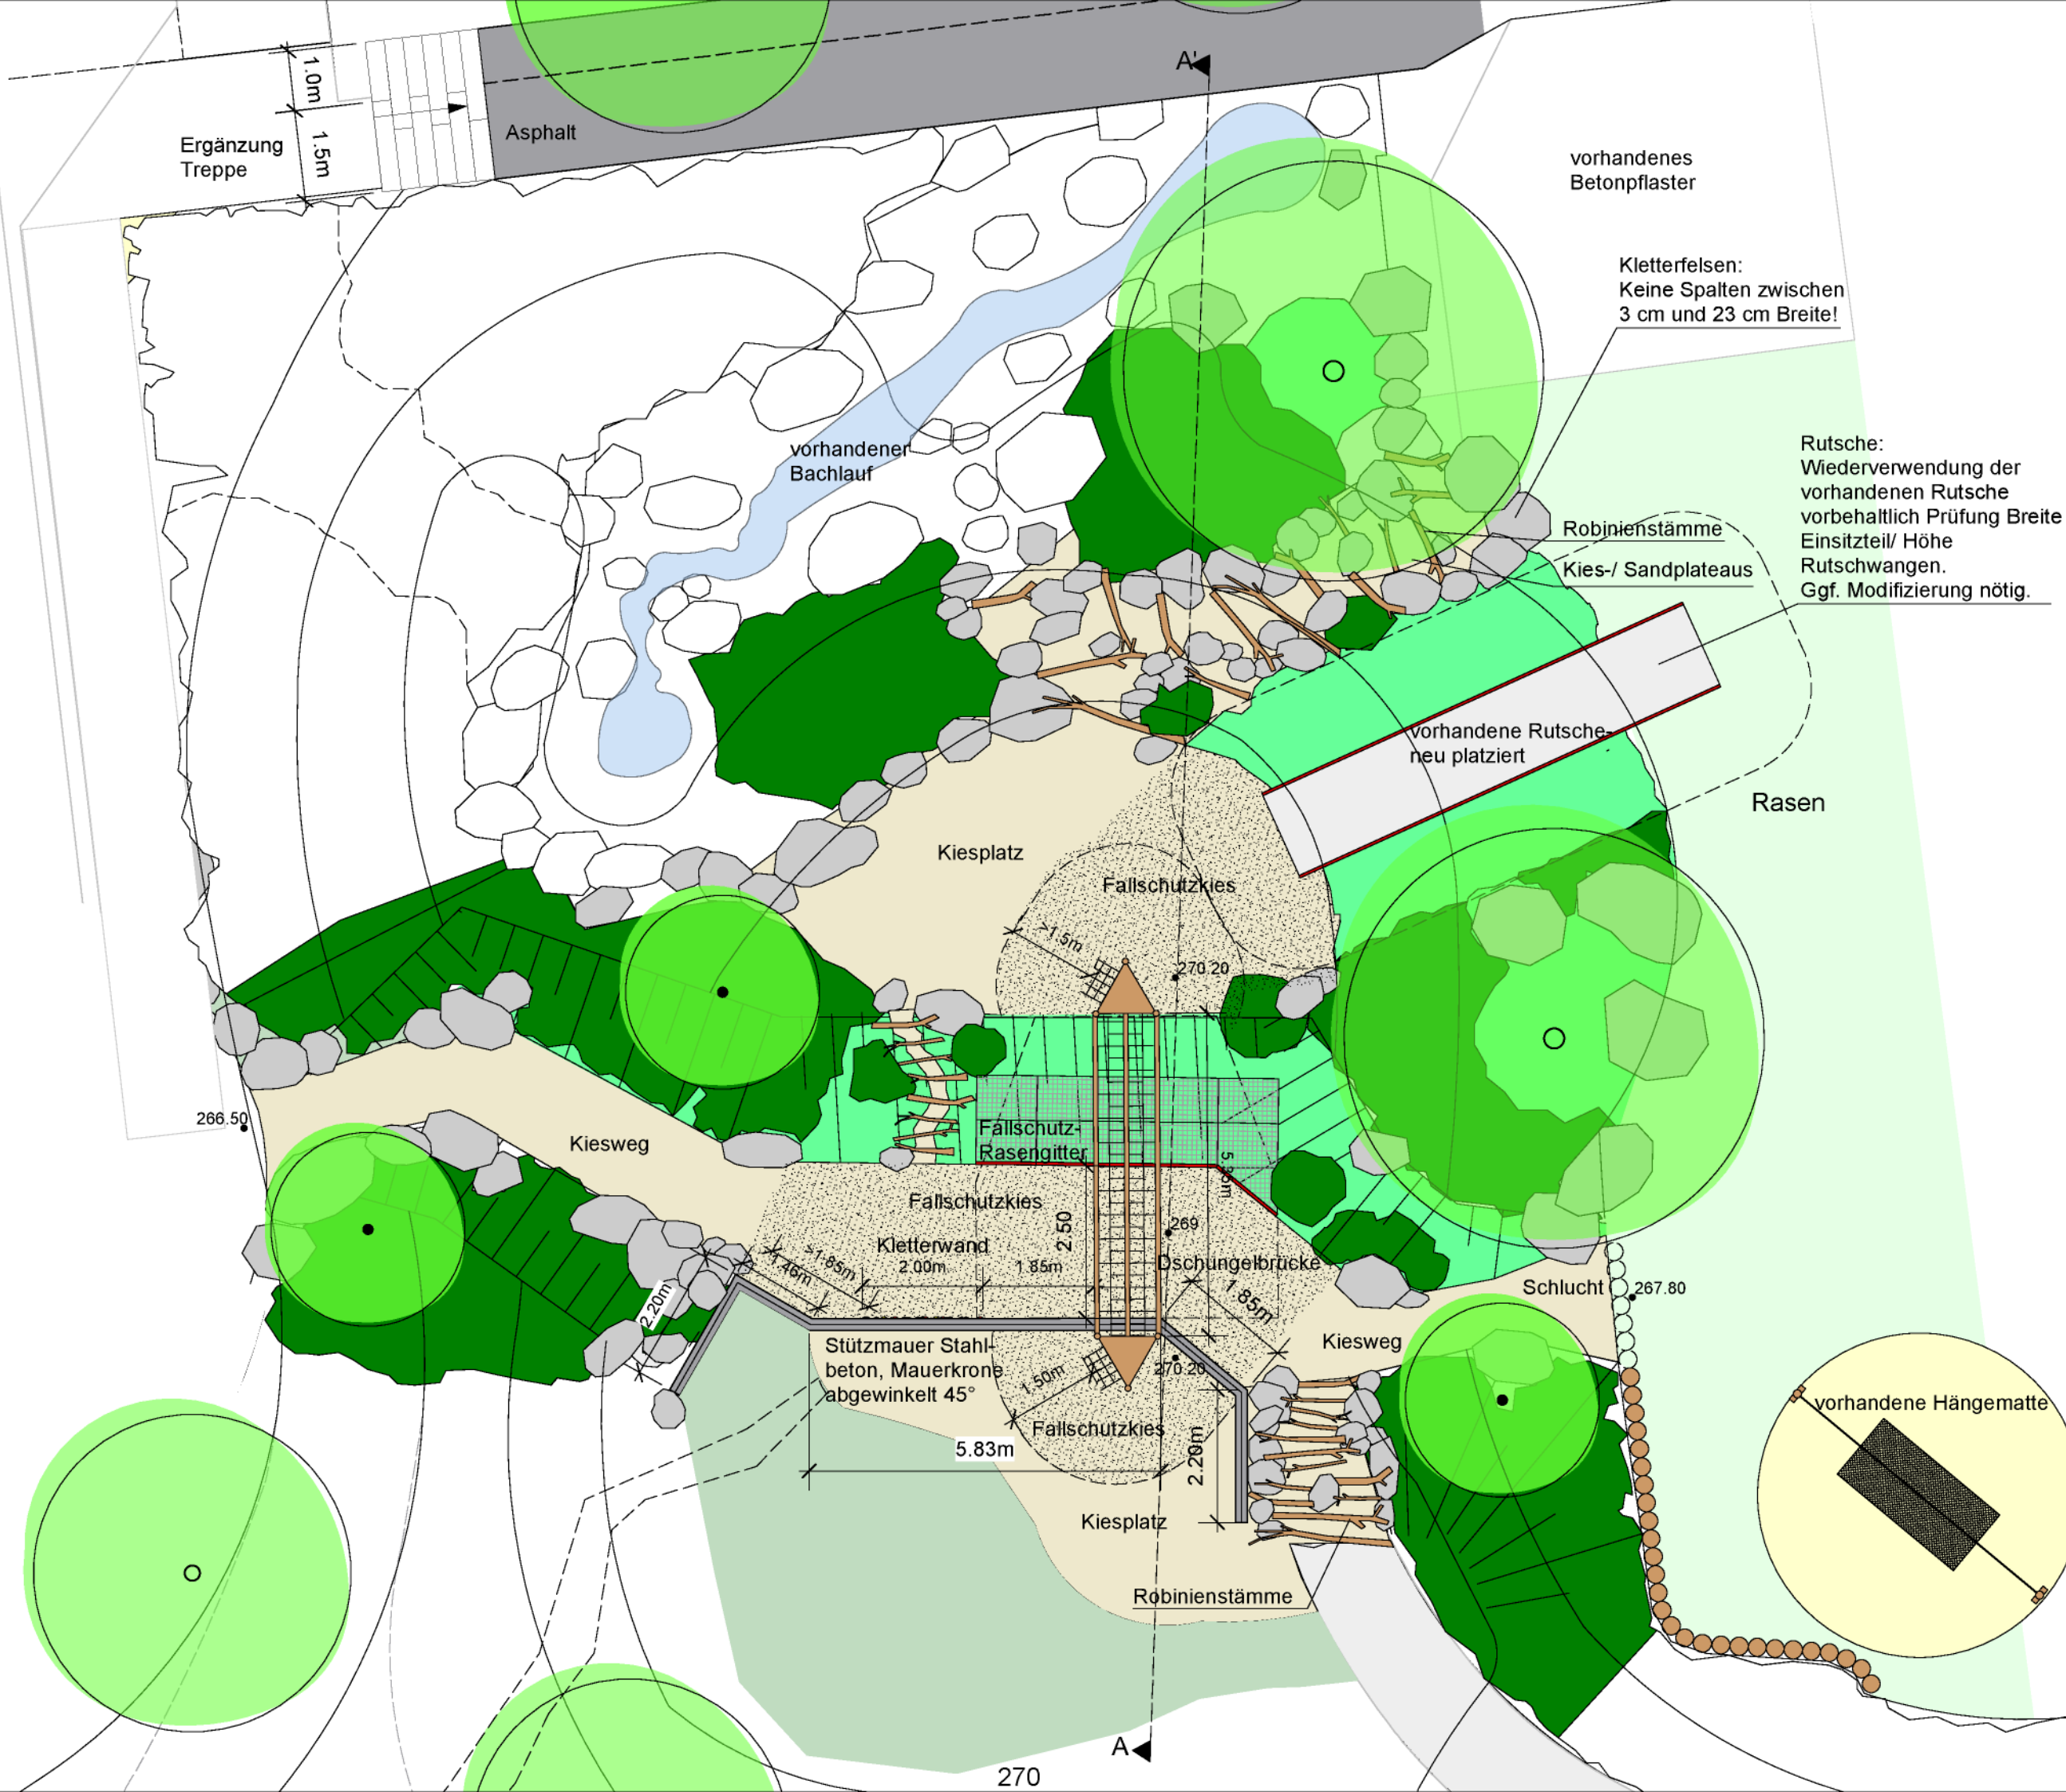 1.0m
A'
Asphalt
Ergänzung
Treppe
1.5m
vorhandenes
Betonpflaster
Kletterfelsen:
Keine Spalten zwischen
3 cm und 23 cm Breite!
vorhandener
Bachlauf
Rutsche:
Wiederverwendung der
vorhandenen Rutsche
vorbehaltlich Prüfung Breite
Einsitzteil/ Höhe
Rutschwangen.
Ggf. Modifizierung nötig.
Robinienstämme
Kies-/ Sandplateaus
vorhandene Rutsche-
neu platziert
Rasen
Kiesplatz
Fallschutzkies
>1.5m
270.20
266.50
Kiesweg
Fallschutz-
Rasengitter
Fallschutzkies
2.50
269
Kletterwand
2.00m
1.85m
Dschungelbrücke
>1.85m
1.46m
1.85m
2.20m
Schlucht
267.80
Kiesweg
Stützmauer Stahl-
beton, Mauerkrone
abgewinkelt 45°
270.20
1.50m
Fallschutzkies
5.83m
2.20m
vorhandene Hängematte
Kiesplatz
Robinienstämme
A
270